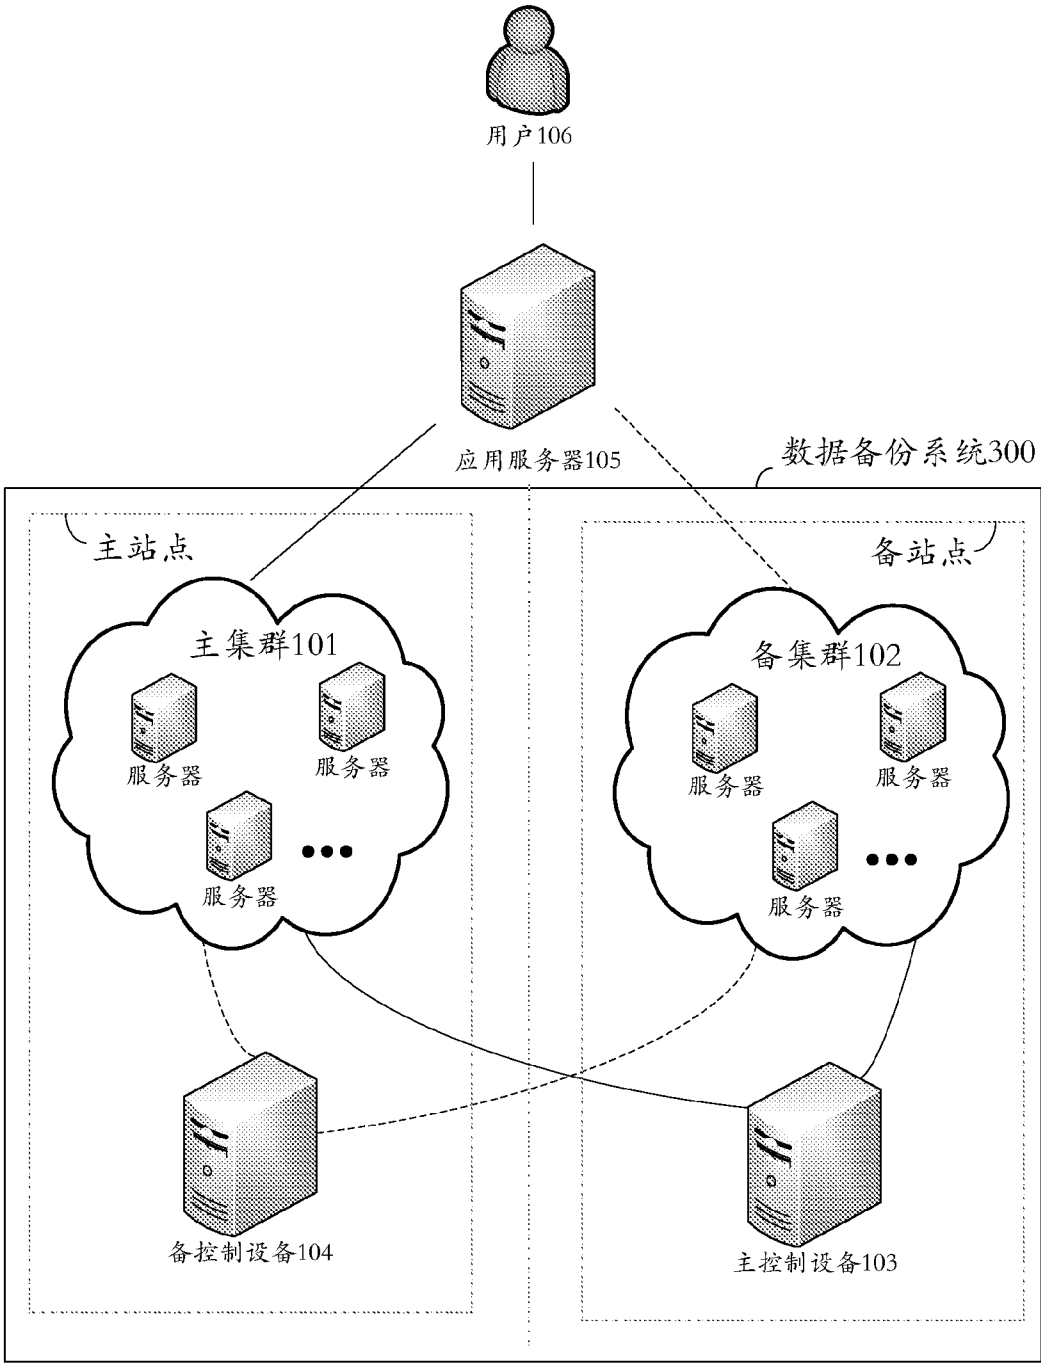 用户106
应用服务器105
数据备份系统300
主站点
备站点
主集群101
备集群102
服务器
服务器
服务器
服务器
服务器
服务器
备控制设备104
主控制设备103